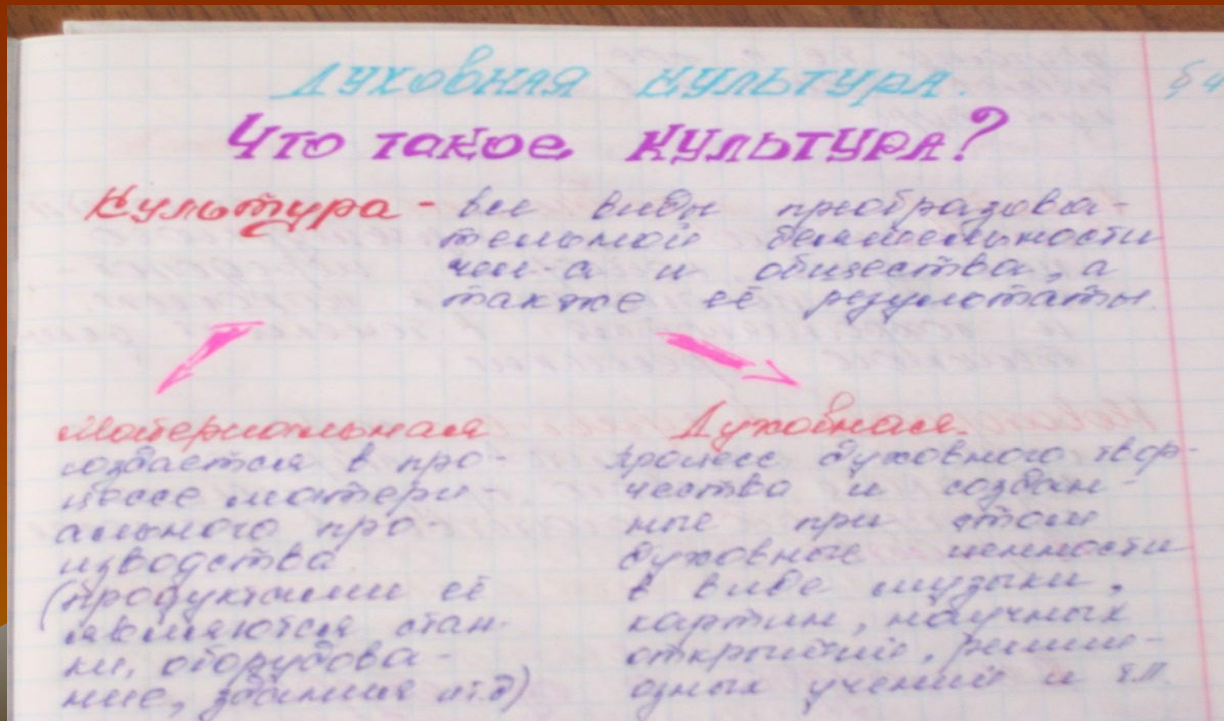 Духовная культура.
§ 4
Что такое культура?
Культура - все виды преобразова-
тельной деятельности
чел-а и общества, а
также её результаты.
Материальная
создается в про-
цессе матери-
ального про-
изводства
(продуктами её
являются стан-
ки, оборудова-
ние, здания и т.д)
Духовная.
процесс духовного твор-
чества и создан-
ные при этом
духовные ценности
в виде музыки,
картин, научных
открытий, религи-
озных учений и т.п.